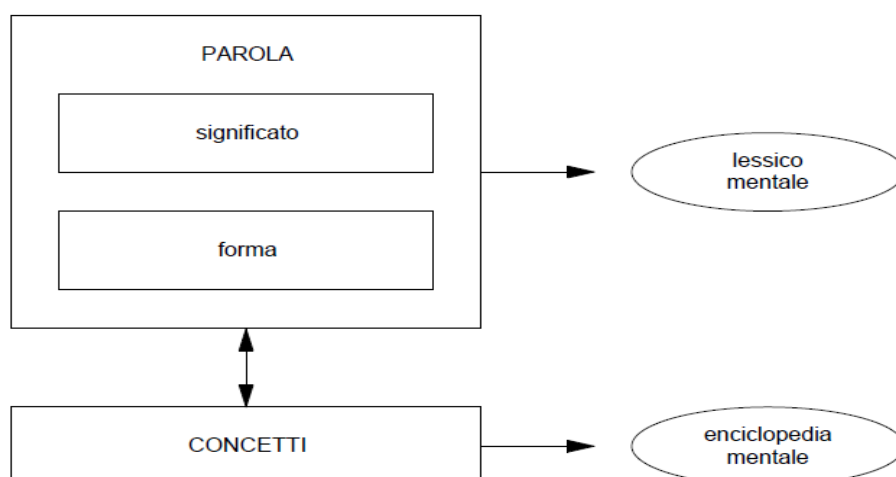 PAROLA
significato
lessico
mentale
forma
CONCETTI
enciclopedia
mentale